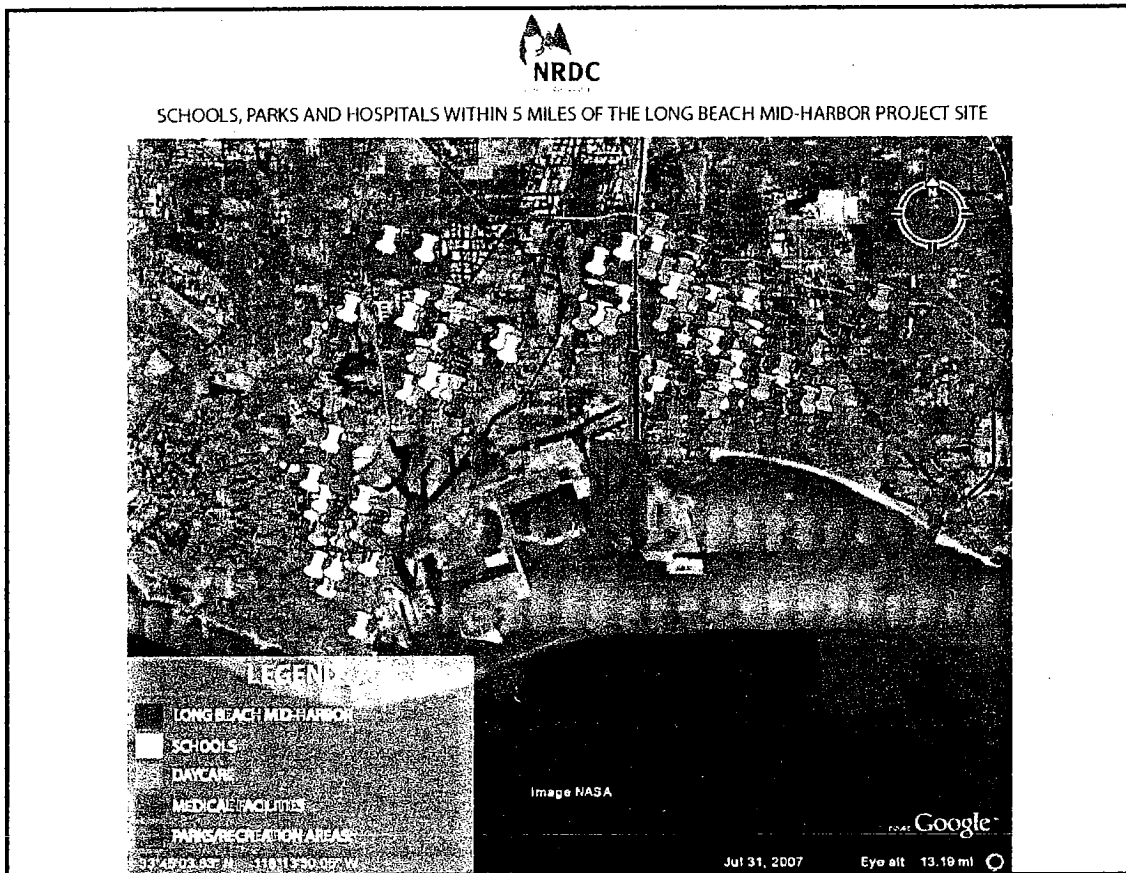 NRDC
SCHOOLS, PARKS AND HOSPITALS WITHIN 5 MILES OF THE LONG BEACH MID-HARBOR PROJECT SITE
LEGEND
LONG BEACH MID-HARBOR
SCHOOLS
DAYCARE
MEDICAL FACILITIES
PARKS/RECREATION AREAS
Image NASA
Google
Jul 31, 2007
Eye alt 13.19 mi